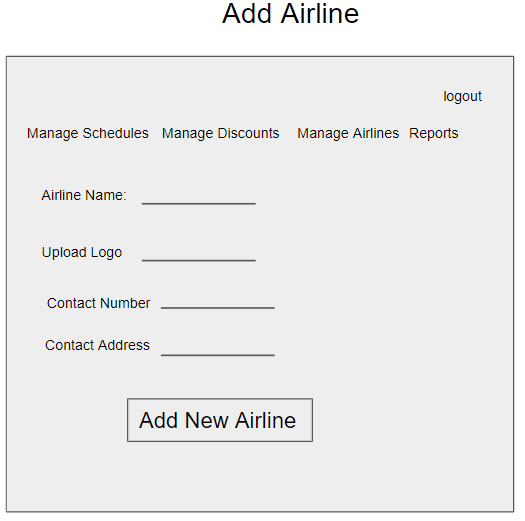 Add Airline
logout
Manage Schedules Manage Discounts Manage Airlines Reports
Airline Name:
Upload Logo
Contact Number
Contact Address
Add New Airline